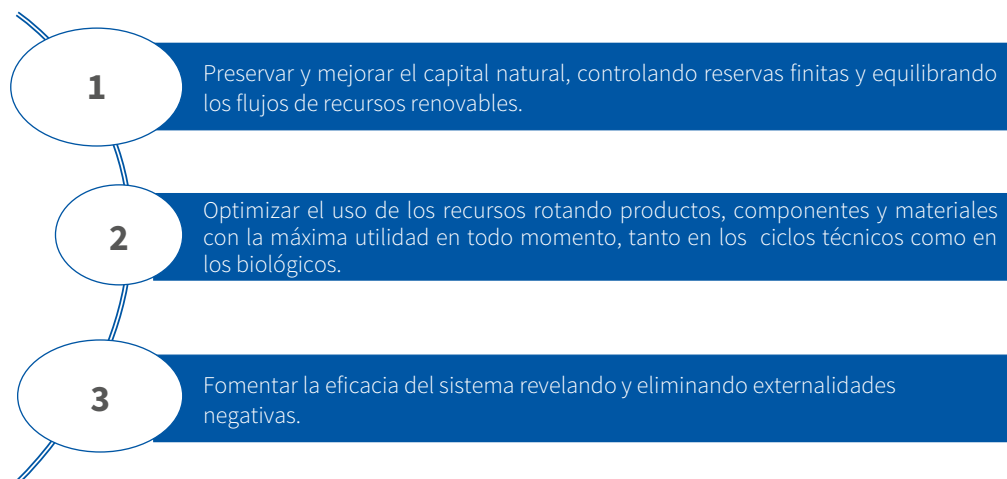 1
Preservar y mejorar el capital natural, controlando reservas finitas y equilibrando
los flujos de recursos renovables.
2
Optimizar el uso de los recursos rotando productos, componentes y materiales
con la máxima utilidad en todo momento, tanto en los ciclos técnicos como en
los biológicos.
3
Fomentar la eficacia del sistema revelando y eliminando externalidades
negativas.